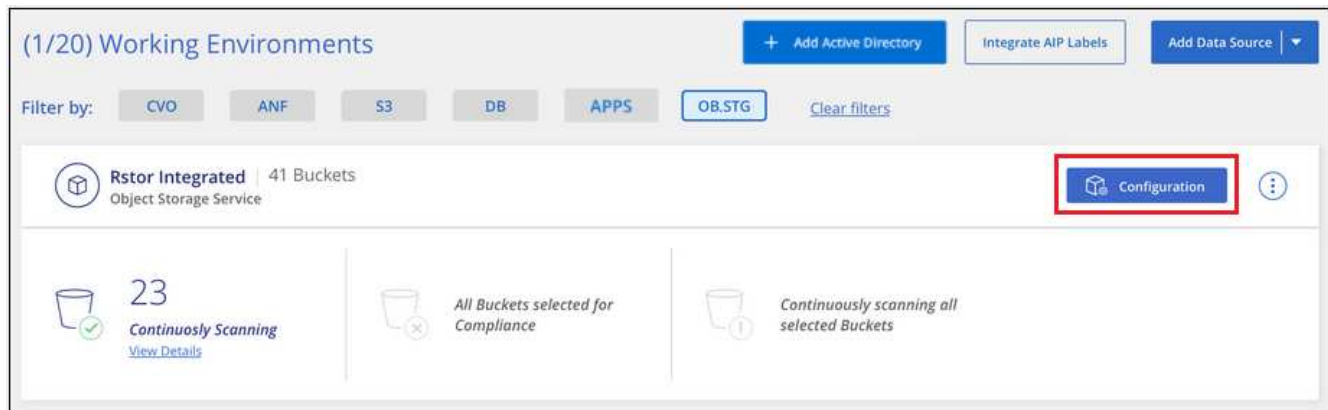 (1/20) Working Environments
+ Add Active Directory
Integrate AIP Labels
Add Data Source
Filter by:
CVO
ANF
S3
DB
APPS
OB.STG
Clear filters
Rstor Integrated | 41 Buckets
Object Storage Service
Configuration
23
Continuosly Scanning
View Details
All Buckets selected for
Compliance
Continuously scanning all
selected Buckets